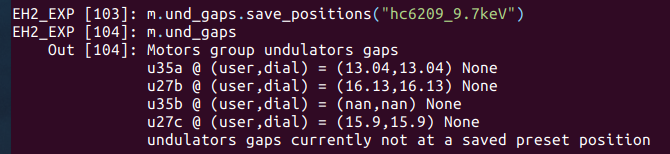 EH2_EXP [103]: m.und_gaps.save_positions("hc6209_9.7keV")
EH2_EXP [104]: m.und_gaps
Out [104]: Motors group undulators gaps
u35a @ (user,dial) = (13.04,13.04) None
u27b @ (user,dial) = (16.13,16.13) None
u35b @ (user,dial) = (nan,nan) None
u27c @ (user,dial) = (15.9,15.9) None
undulators gaps currently not at a saved preset position